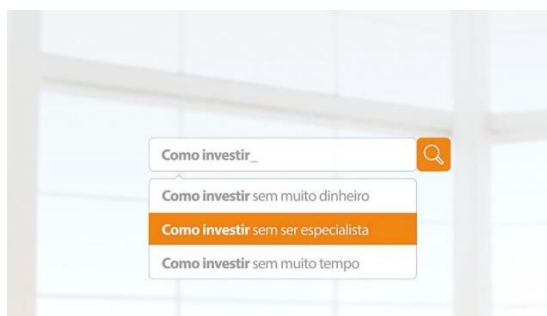 Como investir_
Como investir sem muito dinheiro
Como investir sem ser especialista
Como investir sem muito tempo